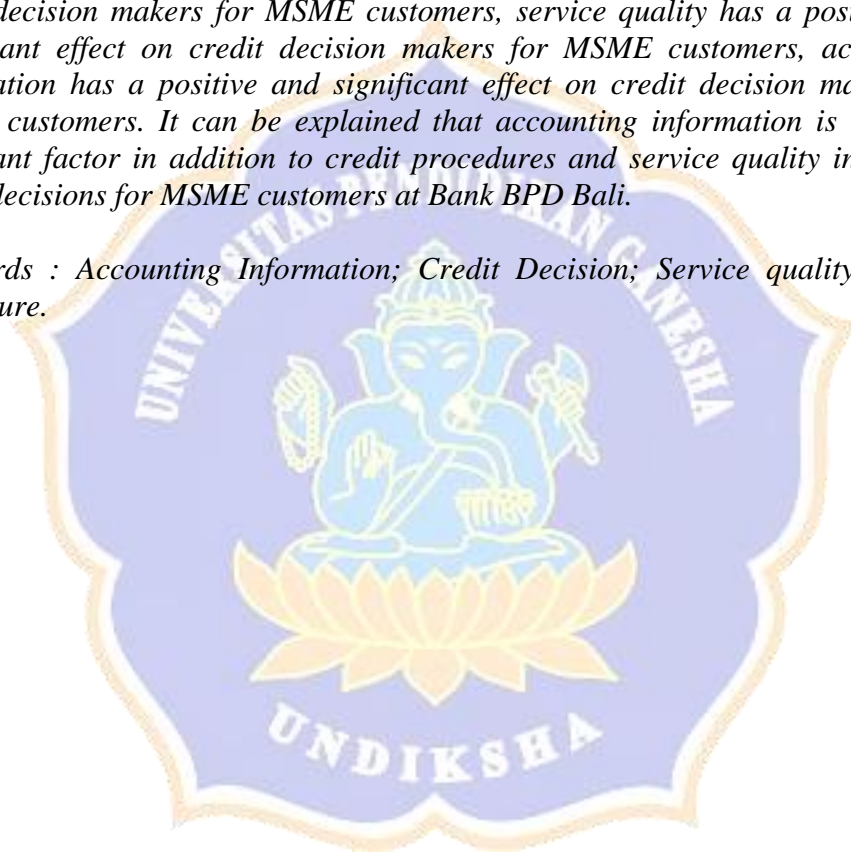 decision makers for MSME customers, service quality has a posi
ant effect on credit decision makers for MSME customers, ac
ation has a positive and significant effect on credit decision ma
customers. It can be explained that accounting information is
ant factor in addition to credit procedures and service quality in
decisions for MSME customers at Bank BPD Bali.
rds : Accounting Information; Credit Decision; Service quality
ure.
UNIVERSITAS PENDIDIKAN GANESHA
UNDIKSHA